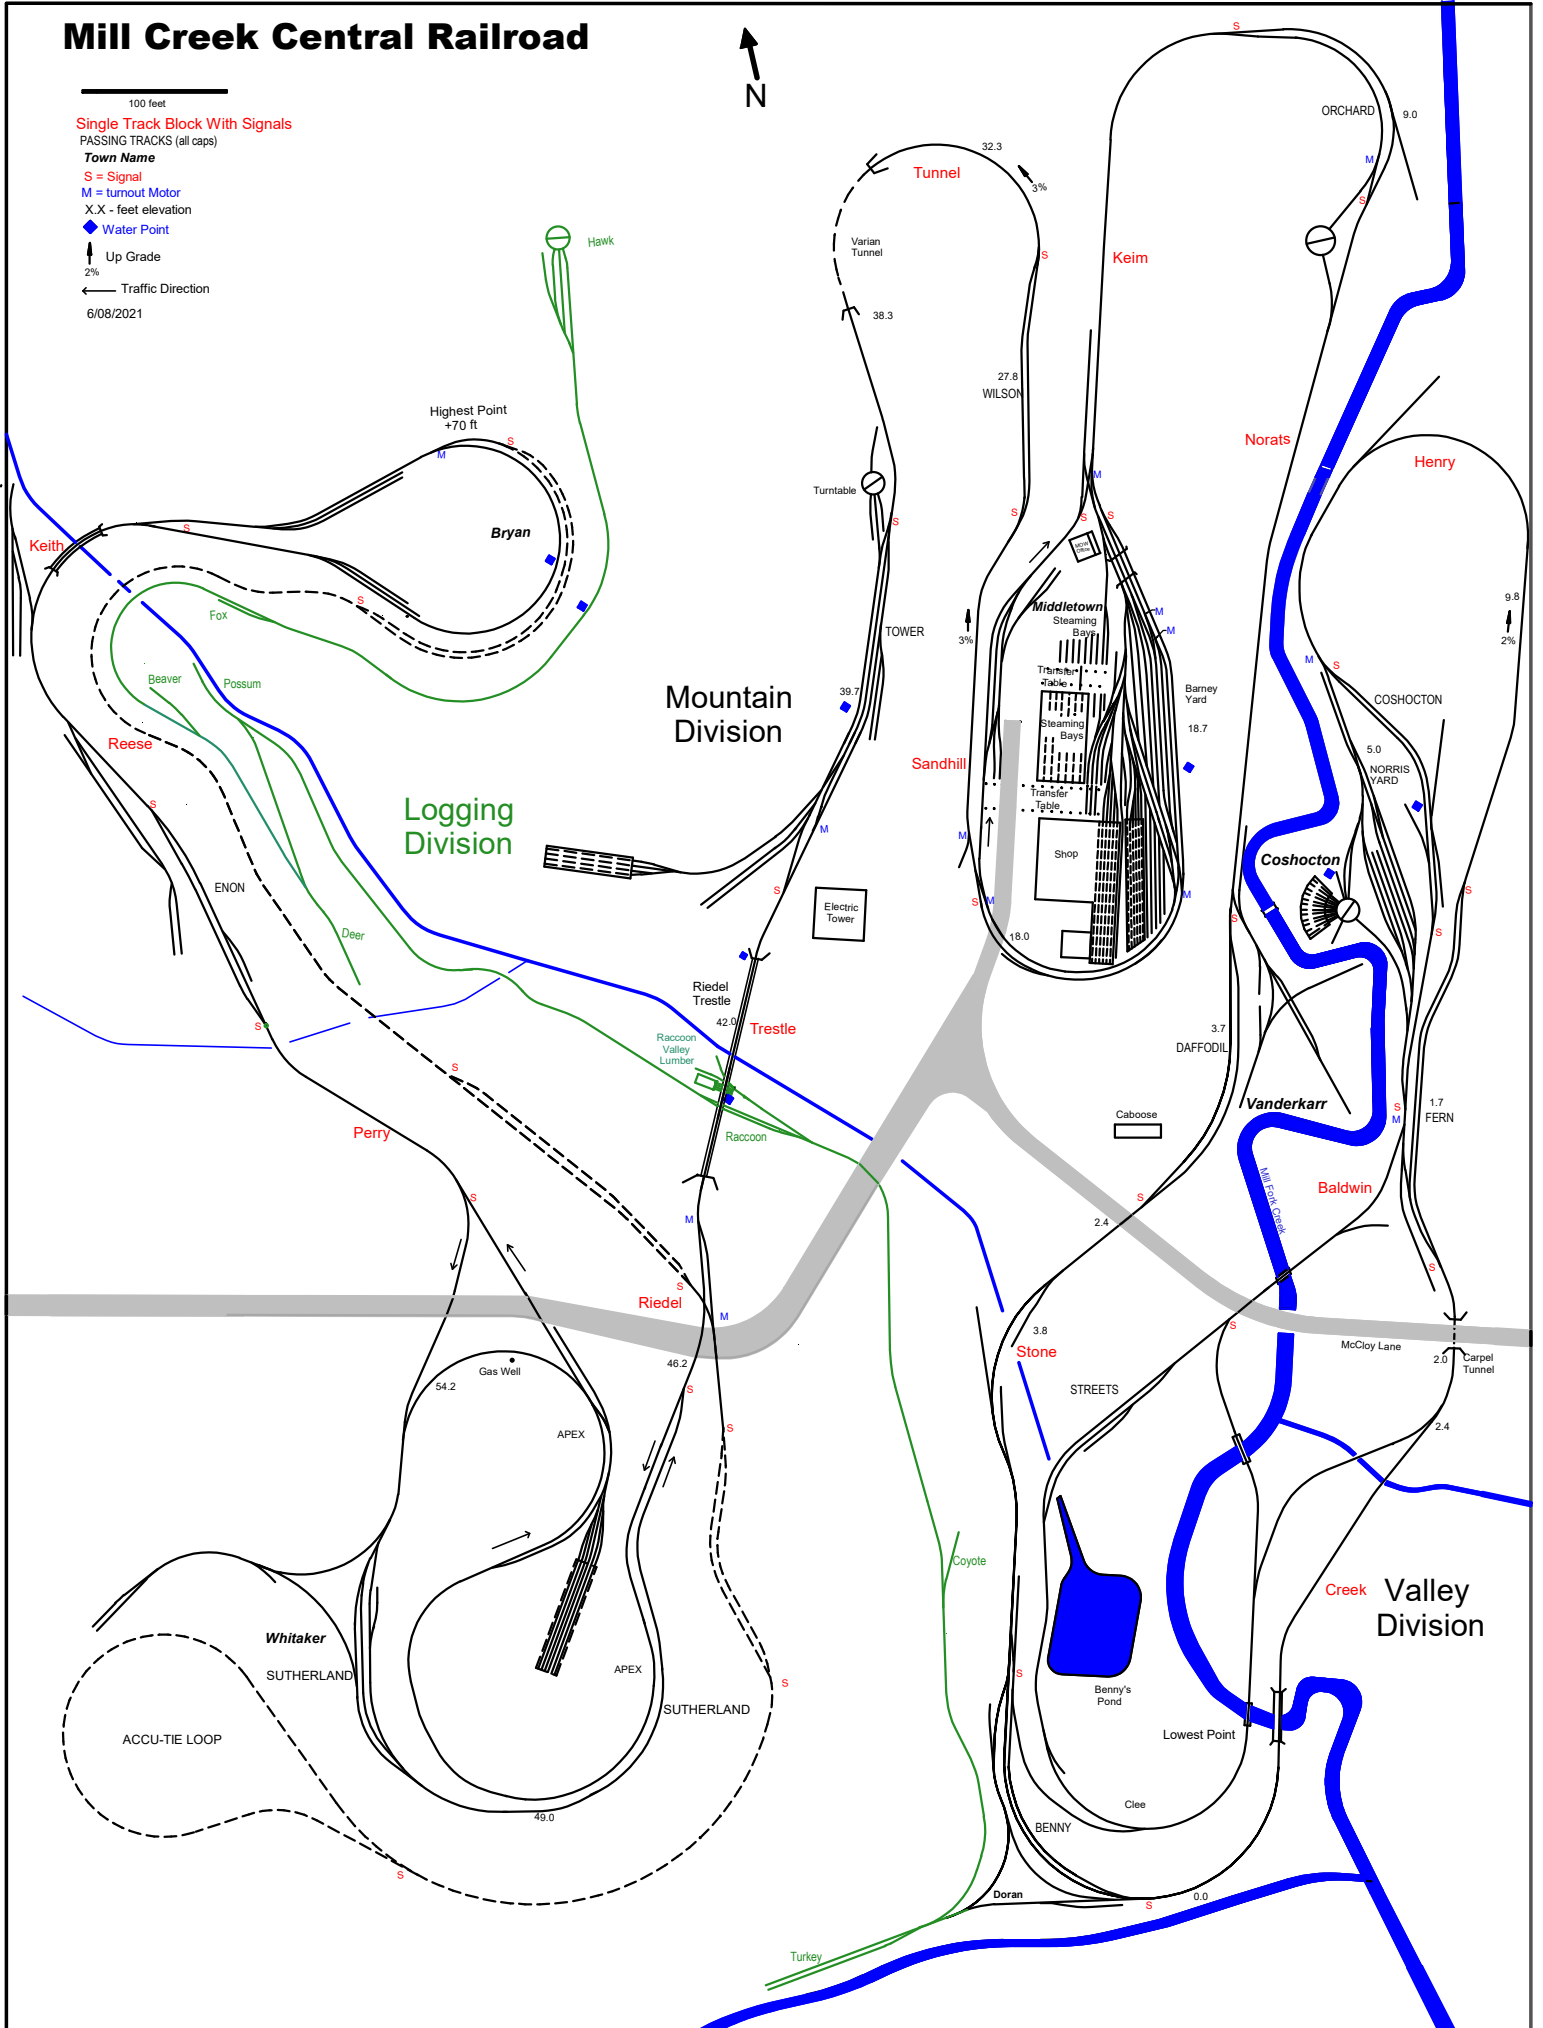 Mill Creek Central Railroad
100 feet
Single Track Block With Signals
PASSING TRACKS (all caps)
Town Name
S = Signal
M = turnout Motor
X.X - feet elevation
Water Point
Up Grade
2%
Traffic Direction
6/08/2021
N
S
ORCHARD
9.0
M
S
32.3
Tunnel
3%
Varian
Tunnel
S
Keim
38.3
Hawk
27.8
WILSON
Highest Point
+70 ft
S
M
Bryan
Norats
Henry
Turntable
S
S
M
S
S
MOW
Office
Keith
S
S
Fox
Beaver
Possum
Reese
S
TOWER
39.7
Mountain
Division
3%
Middletown
Steaming
Bays
Transfer
Table
Steaming
Bays
Transfer
Table
M
M
Barney
Yard
18.7
Sandhill
M
Shop
S
M
M
18.0
9.8
2%
M
S
COSHOCTON
5.0
NORRIS
YARD
Coshocton
S
S
S
Logging
Division
M
S
Electric
Tower
ENON
Deer
S
Riedel
Trestle
42.0
Trestle
Raccoon
Valley
Lumber
Raccoon
3.7
DAFFODIL
Vanderkarr
S
M
1.7
FERN
Caboose
Mill Fork Creek
Baldwin
S
Perry
S
M
S
2.4
S
S
Riedel
M
S
46.2
S
S
3.8
Stone
McCloy Lane
2.0
Carpel
Tunnel
STREETS
2.4
Gas Well
54.2
APEX
Coyote
Creek
Valley
Division
Whitaker
SUTHERLAND
APEX
SUTHERLAND
S
S
Benny's
Pond
Lowest Point
ACCU-TIE LOOP
49.0
S
Clee
BENNY
Doran
0.0
S
Turkey